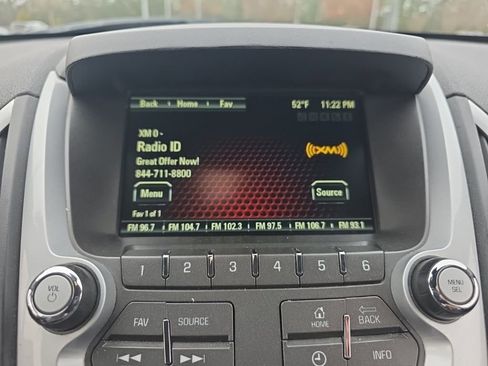 Back Home Fav 52°F 11:22 PM
XM 0 -
Radio ID
Great Offer Now!
844-711-8800
((XM))
Menu Source
Fav 1 of 1
FM 96.7 FM 104.7 FM 102.3 FM 97.5 FM 106.7 FM 93.1
1 2 3 4 5 6
VOL
MENU
SEL
FAV SOURCE
HOME BACK
INFO